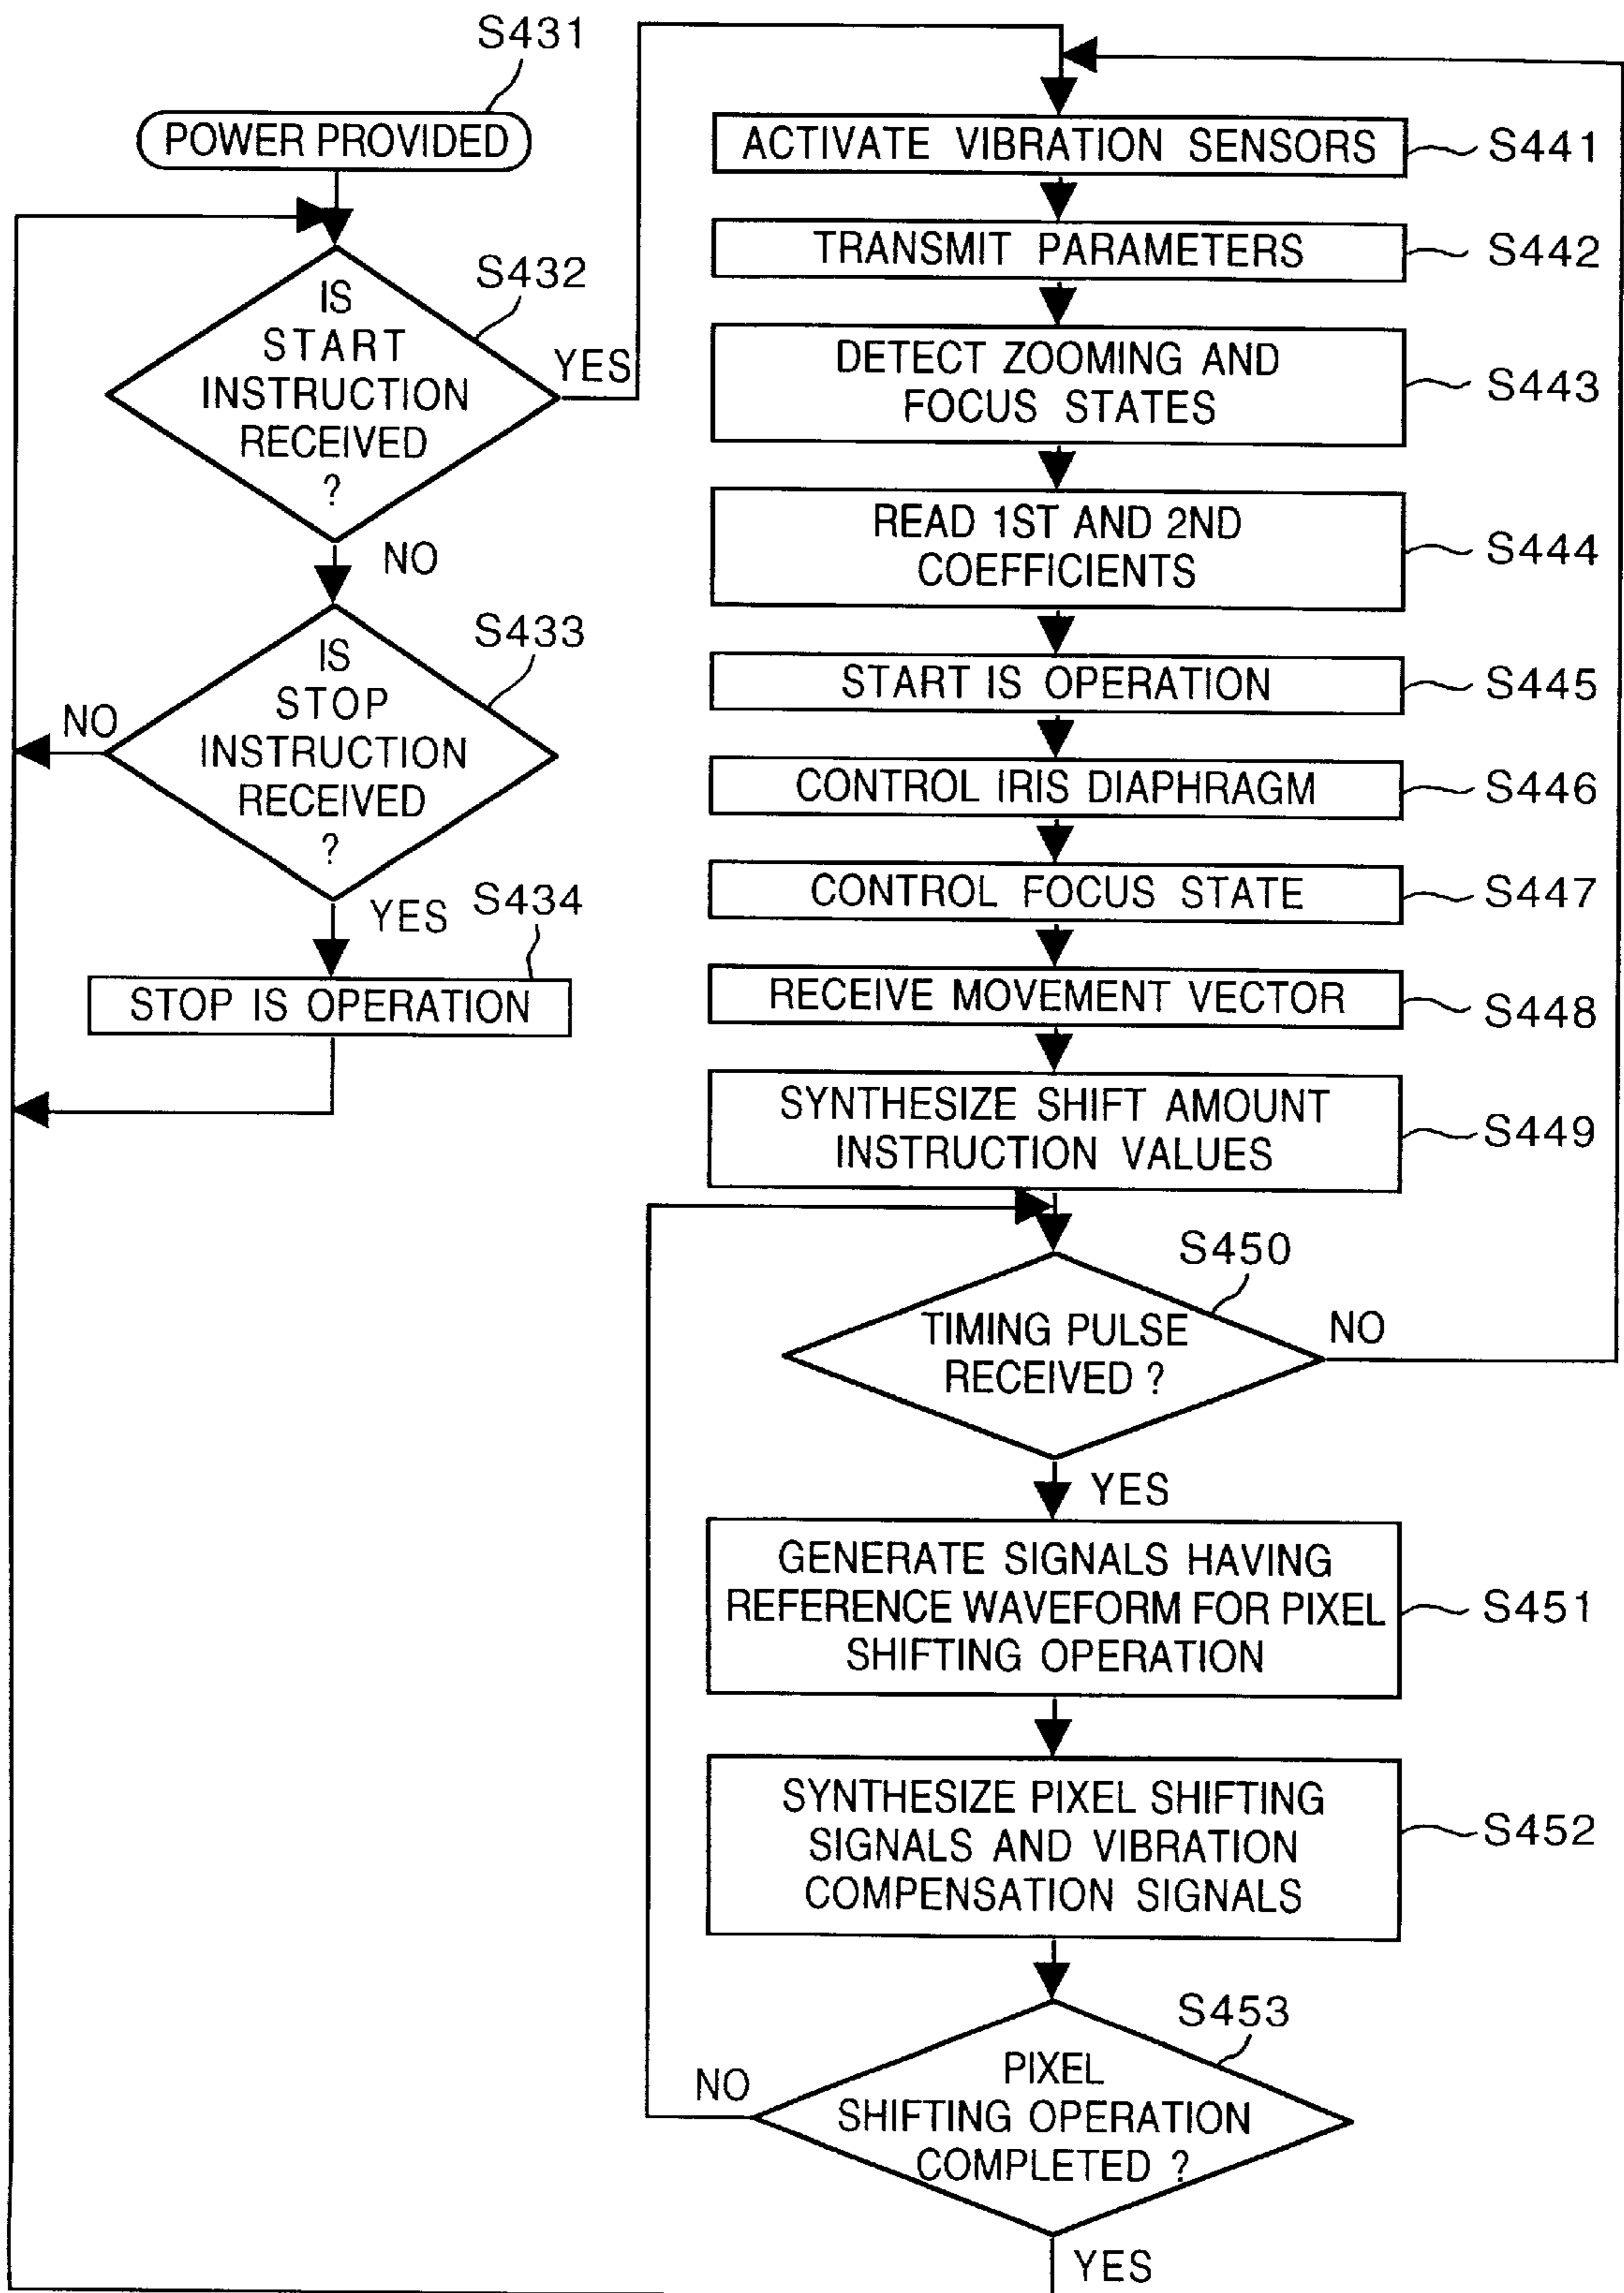 S431
POWER PROVIDED
S432
IS
START
INSTRUCTION
RECEIVED
?
YES
NO
S433
IS
STOP
INSTRUCTION
RECEIVED
?
NO
YES
S434
STOP IS OPERATION
ACTIVATE VIBRATION SENSORS
S441
TRANSMIT PARAMETERS
S442
DETECT ZOOMING AND
FOCUS STATES
S443
READ 1ST AND 2ND
COEFFICIENTS
S444
START IS OPERATION
S445
CONTROL IRIS DIAPHRAGM
S446
CONTROL FOCUS STATE
S447
RECEIVE MOVEMENT VECTOR
S448
SYNTHESIZE SHIFT AMOUNT
INSTRUCTION VALUES
S449
S450
TIMING PULSE
RECEIVED ?
NO
YES
GENERATE SIGNALS HAVING
REFERENCE WAVEFORM FOR PIXEL
SHIFTING OPERATION
S451
SYNTHESIZE PIXEL SHIFTING
SIGNALS AND VIBRATION
COMPENSATION SIGNALS
S452
S453
PIXEL
SHIFTING OPERATION
COMPLETED ?
NO
YES